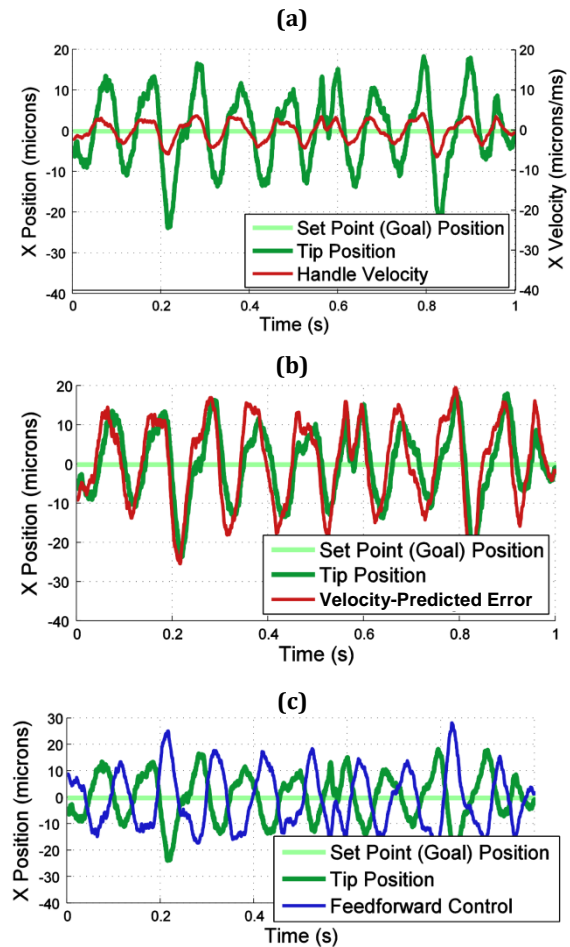 (a)
X Position (microns)
20
10
0
-10
-20
-30
-40
0
0.2
0.4
0.6
0.8
1
Time (s)
20
10
0
-10
-20
-30
-40
X Velocity (microns/ms)
Set Point (Goal) Position
Tip Position
Handle Velocity
(b)
X Position (microns)
20
10
0
-10
-20
-30
-40
0
0.2
0.4
0.6
0.8
1
Time (s)
Set Point (Goal) Position
Tip Position
Velocity-Predicted Error
(c)
X Position (microns)
30
20
10
0
-10
-20
-30
-40
0
0.2
0.4
Time (s)
Set Point (Goal) Position
Tip Position
Feedforward Control